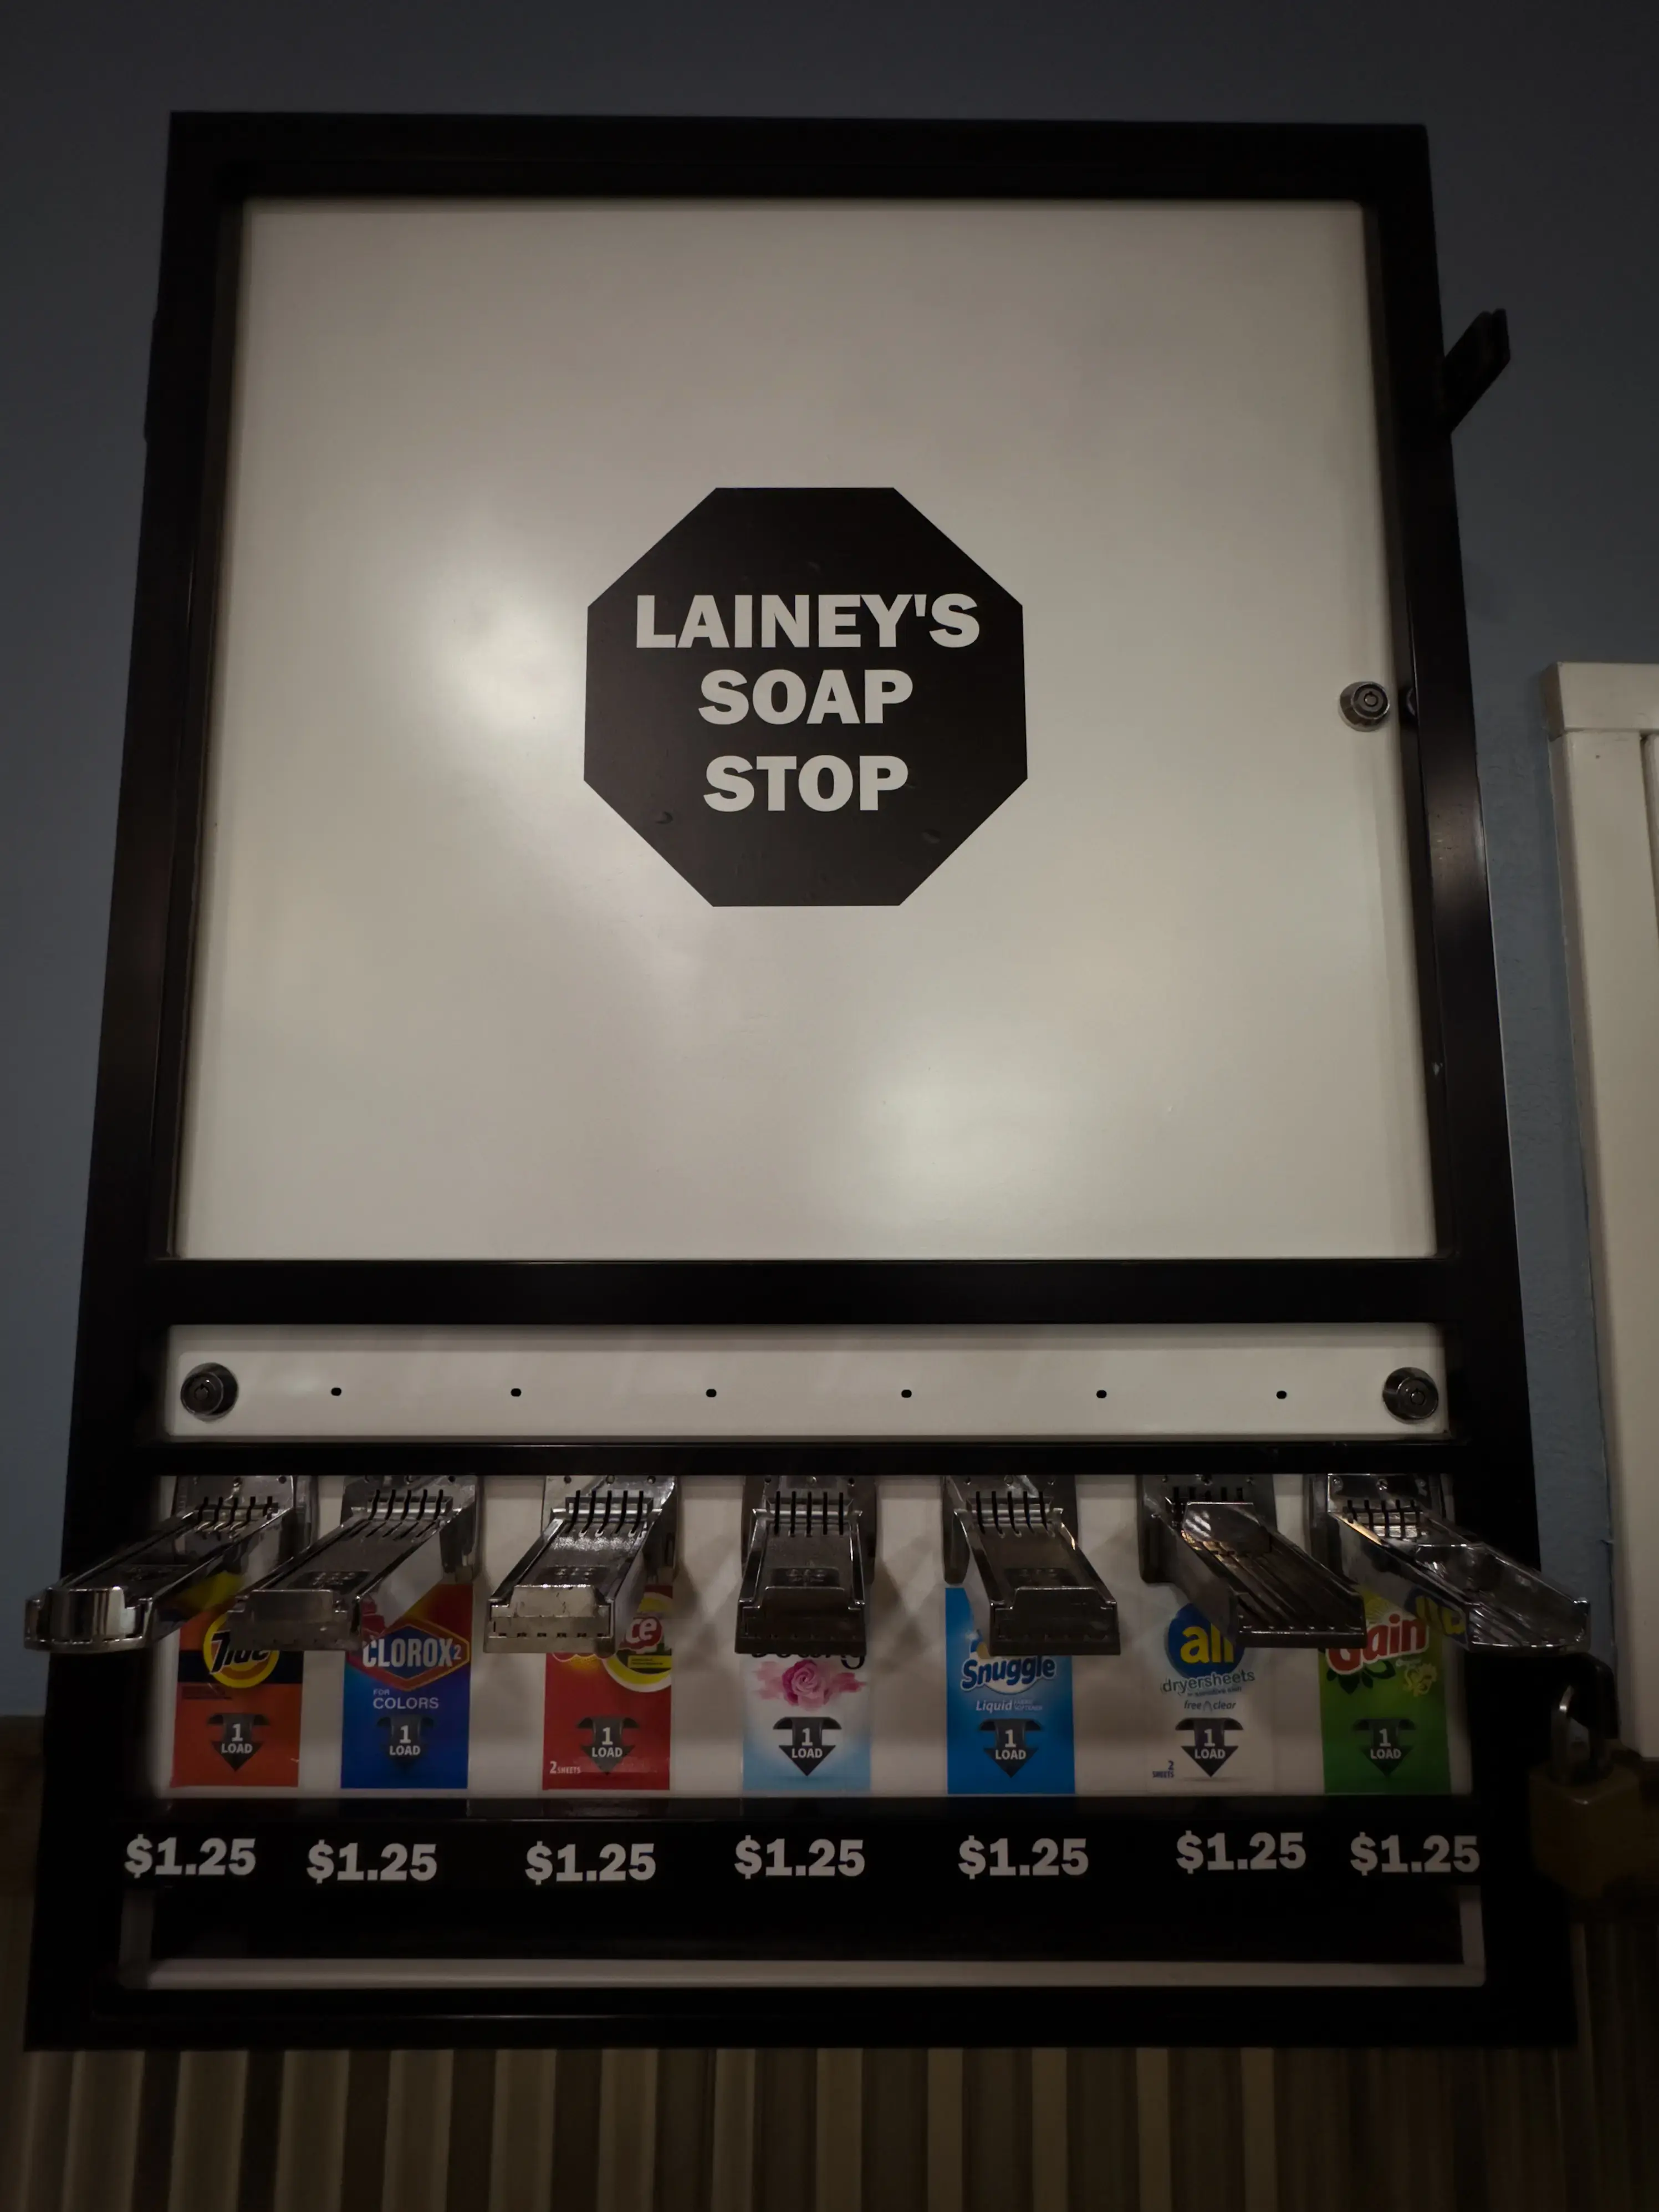 LAINEY'S
SOAP
STOP
Tide
1
LOAD
CLOROX2
FOR
COLORS
1
LOAD
2 SHEETS
1
LOAD
1
LOAD
Snuggle
Liquid
1
LOAD
all
dryersheets
free clear
2
SHEETS
1
LOAD
Gain
1
LOAD
$1.25 $1.25 $1.25 $1.25 $1.25 $1.25 $1.25